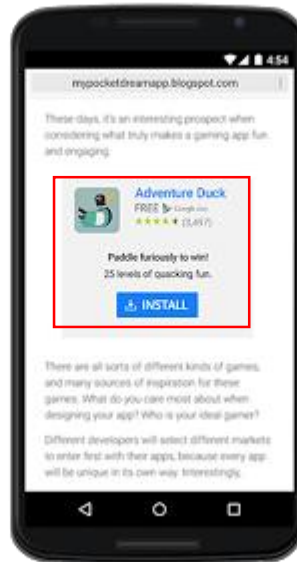 4:54
mypocketdreamapp.blogspot.com
These days, it's an interesting prospect when
considering what truly makes a gaming app fun
and engaging.
Adventure Duck
FREE Google play
(3,497)
Paddle furiously to win!
25 levels of quacking fun.
INSTALL
There are all sorts of different kinds of games,
and many sources of inspiration for these
games. What do you care most about when
designing your app? Who is your ideal gamer?
Different developers will select different markets
to enter first with their apps, because every app
will be unique in its own way. Interestingly,